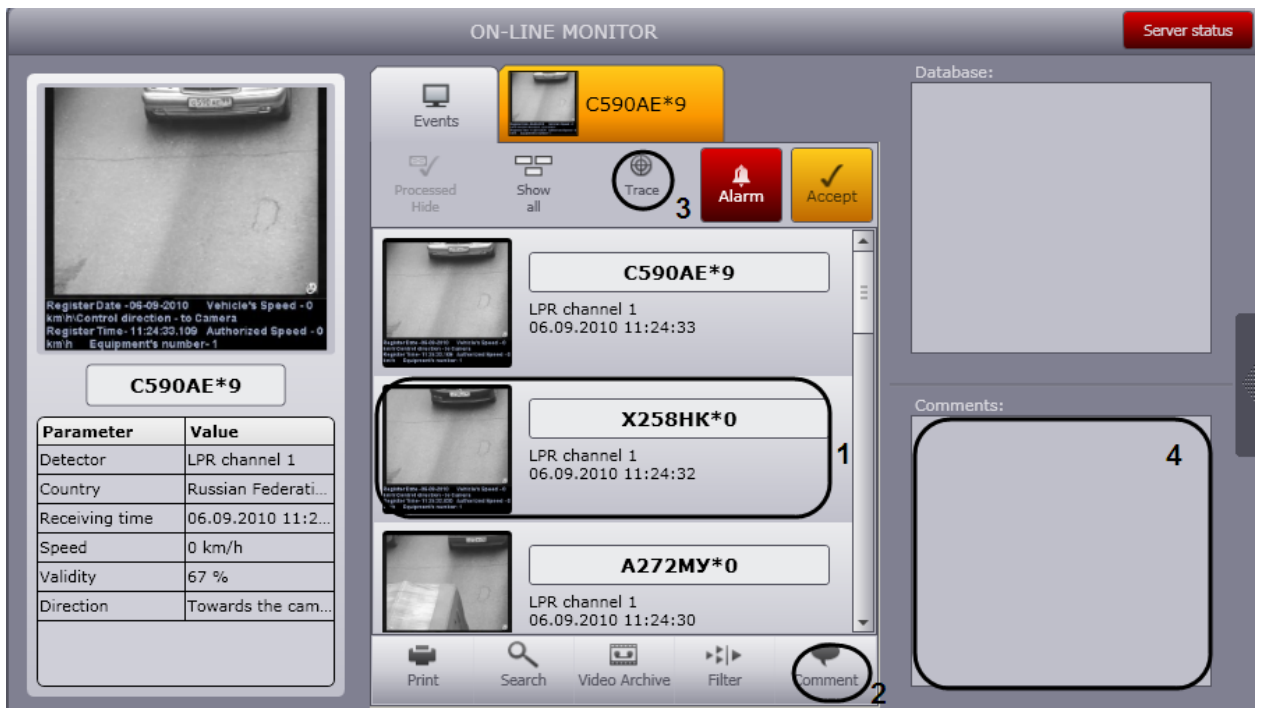 ON-LINE MONITOR
Server status
RegisterDate -06-09-2010 Vehicle's Speed - 0
km\h\Control direction - to Camera
Register Time- 11:24:33.109 Authorized Speed - 0
km\h Equipment's number- 1
C590AE*9
Parameter Value
Detector LPR channel 1
Country Russian Federati...
Receiving time 06.09.2010 11:2...
Speed 0 km/h
Validity 67 %
Direction Towards the cam...
Events
C590AE*9
Processed
Hide
Show
all
Trace
3
Alarm
Accept
C590AE*9
LPR channel 1
06.09.2010 11:24:33
X258HK*0
LPR channel 1
06.09.2010 11:24:32
1
А272МУ*0
LPR channel 1
06.09.2010 11:24:30
Print
Search
Video Archive
Filter
Comment
2
Database:
Comments:
4